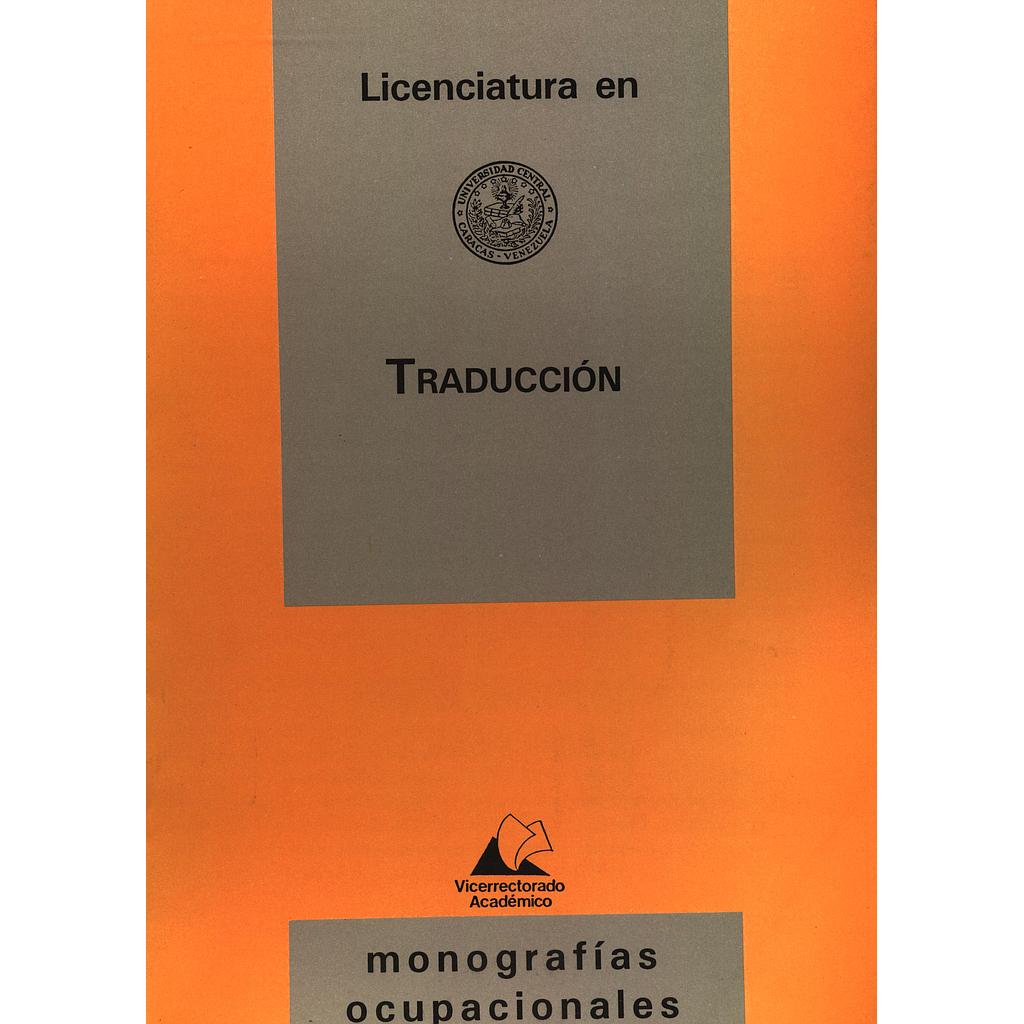 Licenciatura en
UNIVERSIDAD CENTRAL
CARACAS - VENEZUELA
TRADUCCIÓN
Vicerrectorado
Académico
monografías
ocupacionales